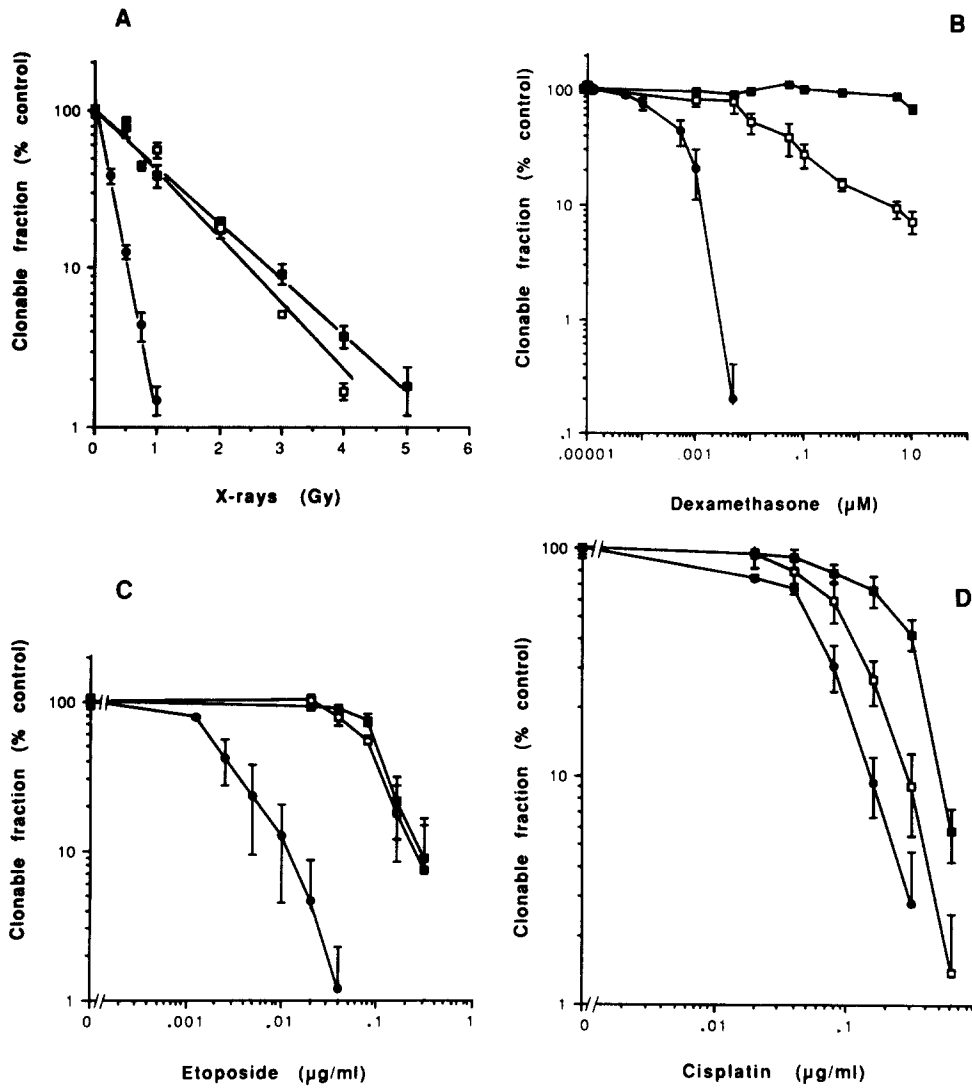 A
Clonable fraction (% control)
100
10
1
0
1
2
3
4
5
6
X-rays (Gy)
B
Clonable fraction (% control)
100
10
1
.1
.00001
.001
.1
10
Dexamethasone (µM)
C
Clonable fraction (% control)
100
10
1
0
.001
.01
.1
1
Etoposide (µg/ml)
D
Clonable fraction (% control)
100
10
1
0
.01
.1
Cisplatin (µg/ml)